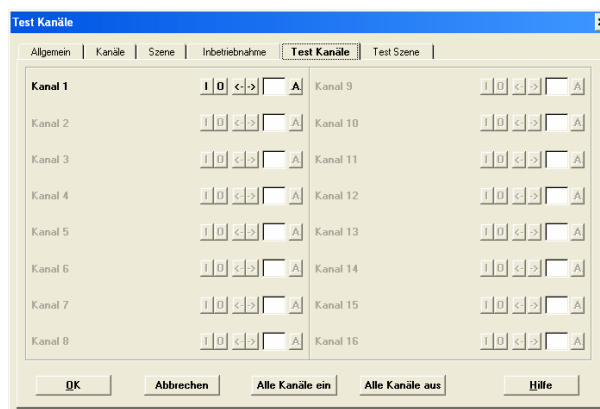 Test Kanäle
Allgemein Kanäle Szene Inbetriebnahme Test Kanäle Test Szene
Kanal 1 I 0 <- -> A Kanal 9 I 0 <- -> A
Kanal 2 I 0 <- -> A Kanal 10 I 0 <- -> A
Kanal 3 I 0 <- -> A Kanal 11 I 0 <- -> A
Kanal 4 I 0 <- -> A Kanal 12 I 0 <- -> A
Kanal 5 I 0 <- -> A Kanal 13 I 0 <- -> A
Kanal 6 I 0 <- -> A Kanal 14 I 0 <- -> A
Kanal 7 I 0 <- -> A Kanal 15 I 0 <- -> A
Kanal 8 I 0 <- -> A Kanal 16 I 0 <- -> A
OK Abbrechen Alle Kanäle ein Alle Kanäle aus Hilfe